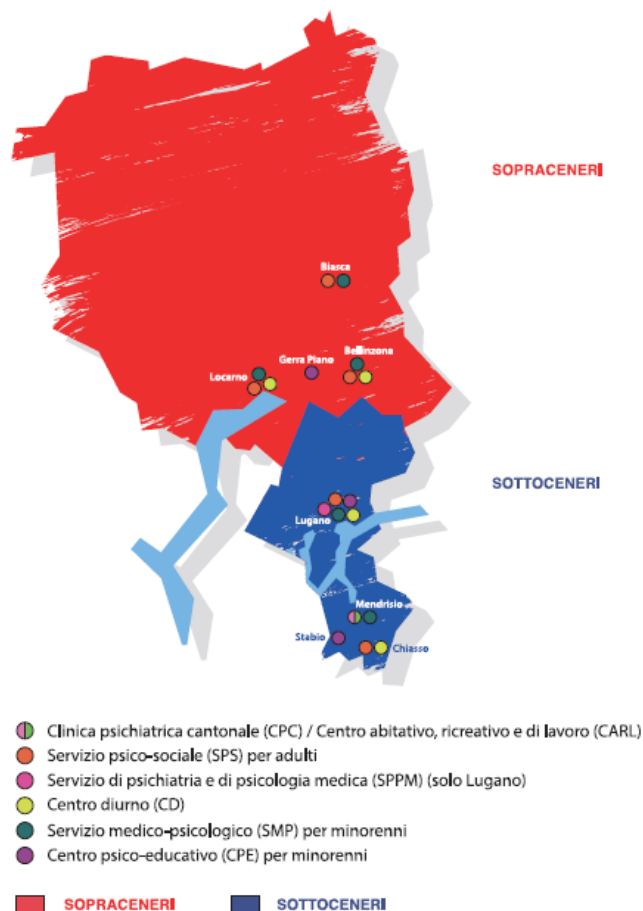 SOPRACENERI
Biasca
Bellinzona
Gerra Piano
Locarno
SOTTOCENERI
Lugano
Mendrisio
Stabio
Chiasso
Clinica psichiatrica cantonale (CPC) / Centro abitativo, ricreativo e di lavoro (CARL)
Servizio psico-sociale (SPS) per adulti
Servizio di psichiatria e di psicologia medica (SPPM) (solo Lugano)
Centro diurno (CD)
Servizio medico-psicologico (SMP) per minorenni
Centro psico-educativo (CPE) per minorenni
SOPRACENERI SOTTOCENERI